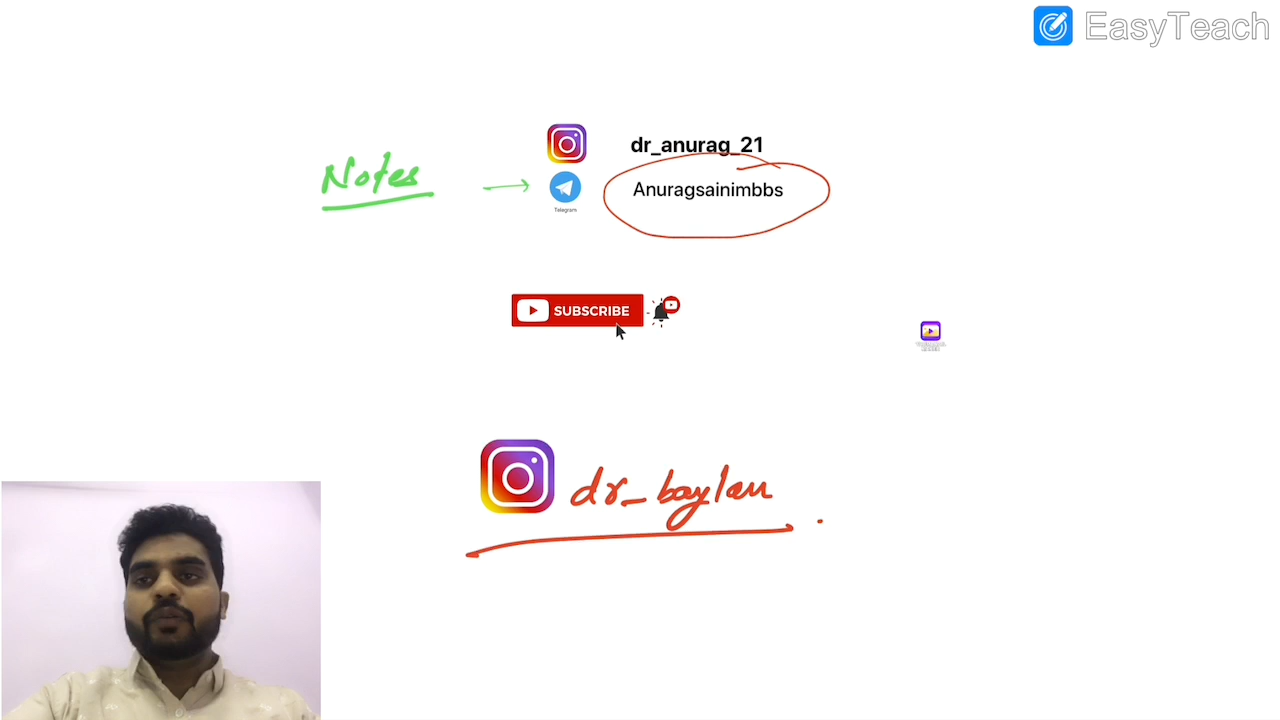 EasyTeach
dr_anurag_21
Notes
Anuragsainimbbs
Telegram
SUBSCRIBE
dr_baylan